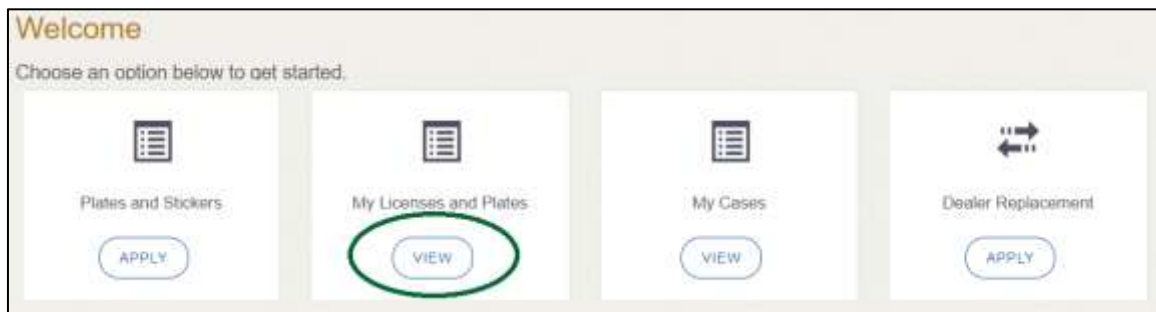 Welcome
Choose an option below to get started.
Plates and Stickers
My Licenses and Plates
My Cases
Dealer Replacement
APPLY
VIEW
VIEW
APPLY